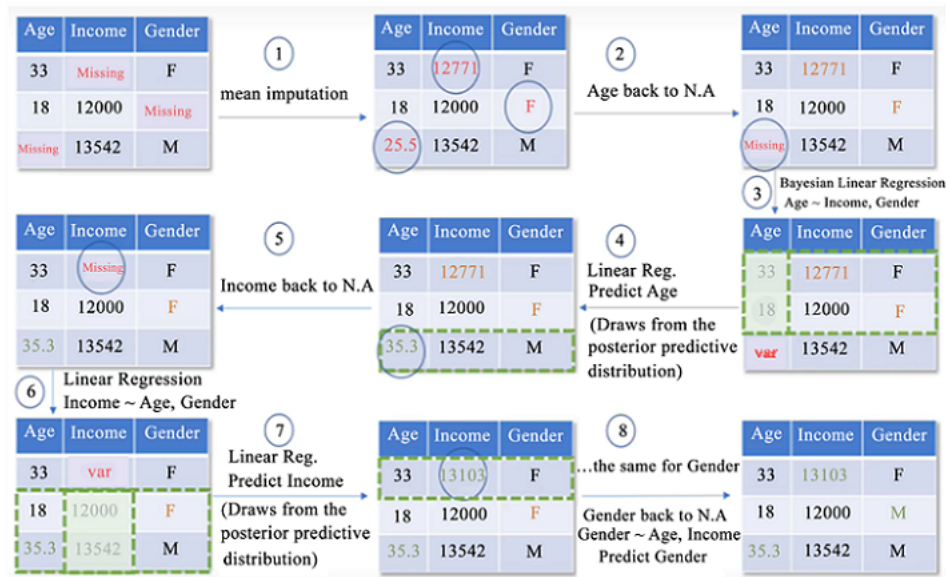 Age Income Gender
33 Missing F
18 12000 Missing
Missing 13542 M
1
mean imputation
Age Income Gender
33 12771 F
18 12000 F
25.5 13542 M
2
Age back to N.A
Age Income Gender
33 12771 F
18 12000 F
Missing 13542 M
3
Bayesian Linear Regression
Age ~ Income, Gender
Age Income Gender
33 12771 F
18 12000 F
var 13542 M
4
Linear Reg.
Predict Age
(Draws from the
posterior predictive
distribution)
Age Income Gender
33 12771 F
18 12000 F
35.3 13542 M
5
Income back to N.A
Age Income Gender
33 Missing F
18 12000 F
35.3 13542 M
6
Linear Regression
Income ~ Age, Gender
Age Income Gender
33 var F
18 12000 F
35.3 13542 M
7
Linear Reg.
Predict Income
(Draws from the
posterior predictive
distribution)
Age Income Gender
33 13103 F
18 12000 F
35.3 13542 M
8
...the same for Gender
Gender back to N.A
Gender ~ Age, Income
Predict Gender
Age Income Gender
33 13103 F
18 12000 M
35.3 13542 M